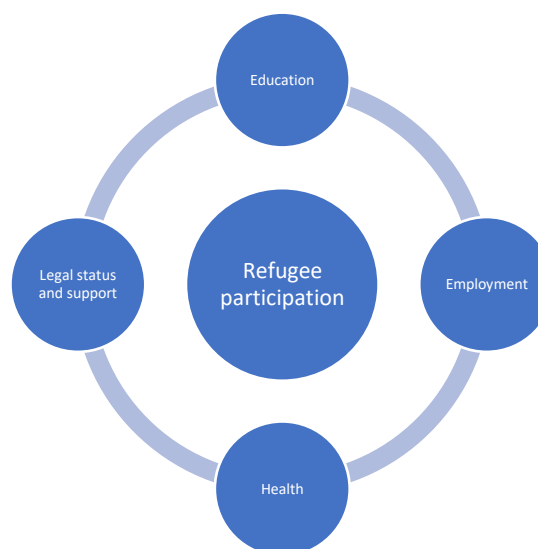 Education
Legal status
and support
Refugee
participation
Employment
Health